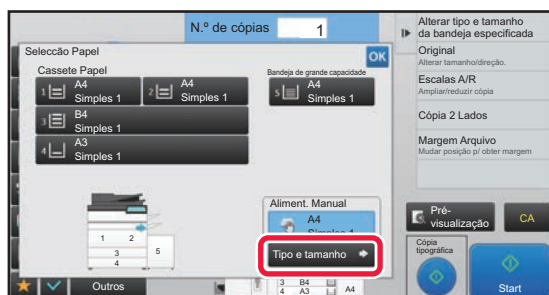 N.º de cópias 1
Selecção Papel
OK
Cassete Papel
1 A4
Simples 1
2 A4
Simples 1
3 B4
Simples 1
4 A3
Simples 1
Bandeja de grande capacidade
5 A4
Simples 1
1 2
3
4
5
Aliment. Manual
A4
Simples 1
Tipo e tamanho
Outros
3 B4
4 A3
A4
Alterar tipo e tamanho
da bandeja especificada
Original
Alterar tamanho/direção.
Escalas A/R
Ampliar/reduzir cópia
Cópia 2 Lados
Margem Arquivo
Mudar posição p/ obter margem
Pré-
visualização
CA
Cópia
tipográfica
Start